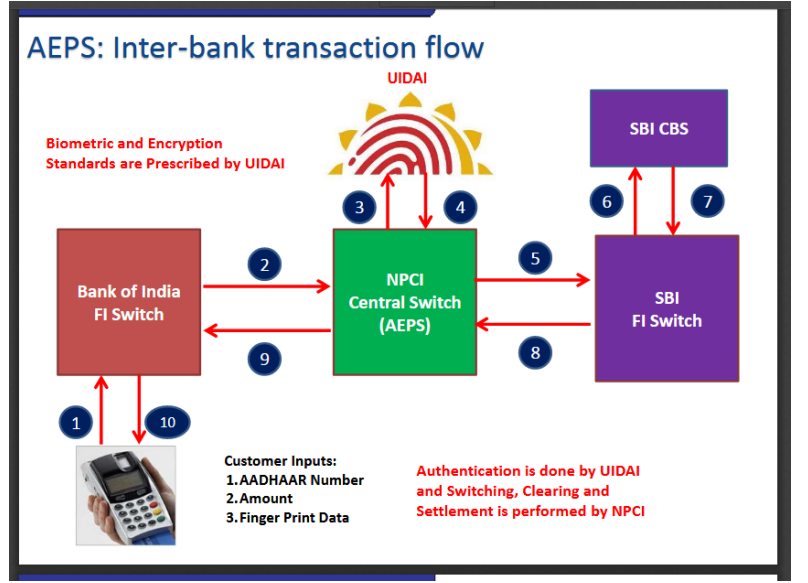 AEPS: Inter-bank transaction flow
UIDAI
Biometric and Encryption
Standards are Prescribed by UIDAI
SBI CBS
3
4
6
7
Bank of India
FI Switch
2
9
NPCI
Central Switch
(AEPS)
5
8
SBI
FI Switch
1
10
Customer Inputs:
1.AADHAAR Number
2.Amount
3.Finger Print Data
Authentication is done by UIDAI
and Switching, Clearing and
Settlement is performed by NPCI